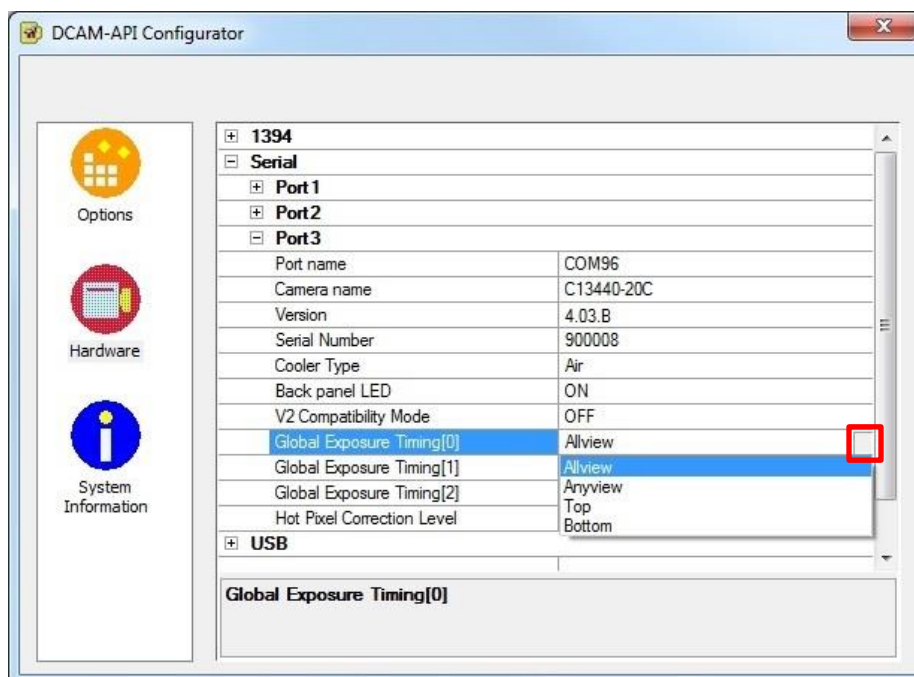 DCAM-API Configurator
Options
Hardware
System
Information
1394
Serial
Port1
Port2
Port3
Port name COM96
Camera name C13440-20C
Version 4.03.B
Serial Number 900008
Cooler Type Air
Back panel LED ON
V2 Compatibility Mode OFF
Global Exposure Timing[0] Allview
Global Exposure Timing[1] Allview
Global Exposure Timing[2] Anyview
Top
Hot Pixel Correction Level Bottom
USB
Global Exposure Timing[0]